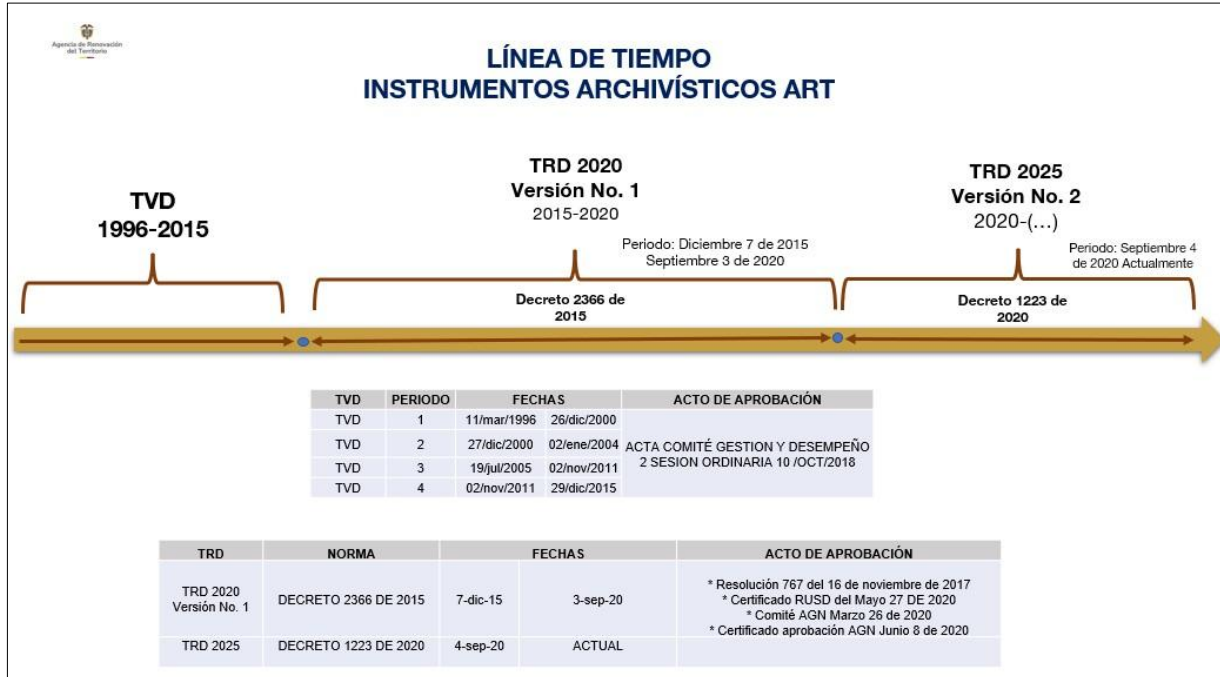 Agencia de Renovación
del Territorio
LÍNEA DE TIEMPO
INSTRUMENTOS ARCHIVÍSTICOS ART
TVD
1996-2015
TRD 2020
Versión No. 1
2015-2020
Periodo: Diciembre 7 de 2015
Septiembre 3 de 2020
TRD 2025
Versión No. 2
2020-(...)
Periodo: Septiembre 4
de 2020 Actualmente
Decreto 2366 de
2015
Decreto 1223 de
2020
TVD PERIODO FECHAS ACTO DE APROBACIÓN
TVD 1 11/mar/1996 26/dic/2000
TVD 2 27/dic/2000 02/ene/2004
TVD 3 19/jul/2005 02/nov/2011
TVD 4 02/nov/2011 29/dic/2015
ACTA COMITÉ GESTION Y DESEMPEÑO
2 SESION ORDINARIA 10 /OCT/2018
TRD NORMA FECHAS ACTO DE APROBACIÓN
TRD 2020
Versión No. 1
DECRETO 2366 DE 2015 7-dic-15 3-sep-20
* Resolución 767 del 16 de noviembre de 2017
* Certificado RUSD del Mayo 27 DE 2020
* Comité AGN Marzo 26 de 2020
* Certificado aprobación AGN Junio 8 de 2020
TRD 2025 DECRETO 1223 DE 2020 4-sep-20 ACTUAL